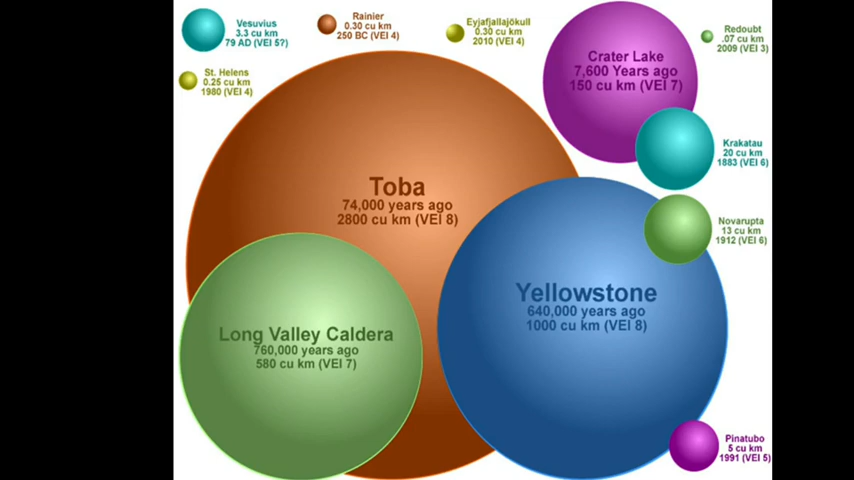 Vesuvius
3.3 cu km
79 AD (VEI 5?)
Rainier
0.30 cu km
250 BC (VEI 4)
Eyjafjallajökull
0.30 cu km
2010 (VEI 4)
Crater Lake
7,600 Years ago
150 cu km (VEI 7)
Redoubt
.07 cu km
2009 (VEI 3)
St. Helens
0.25 cu km
1980 (VEI 4)
Krakatau
20 cu km
1883 (VEI 6)
Toba
74,000 years ago
2800 cu km (VEI 8)
Novarupta
13 cu km
1912 (VEI 6)
Yellowstone
640,000 years ago
1000 cu km (VEI 8)
Long Valley Caldera
760,000 years ago
580 cu km (VEI 7)
Pinatubo
5 cu km
1991 (VEI 5)